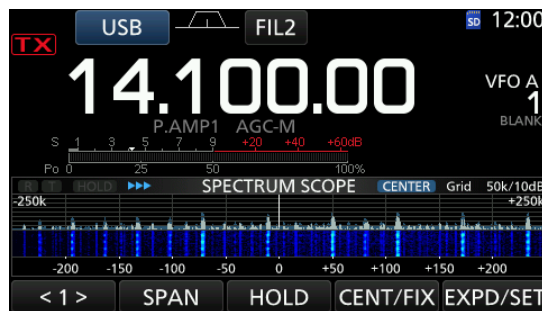 USB FIL2 SD 12:00
TX
14.100.00
VFO A
1
BLANK
P.AMP1 AGC-M
S 1 3 5 7 9 +20 +40 +60dB
Po 0 25 50 100%
R T HOLD SPECTRUM SCOPE CENTER Grid 50k/10dB
-250k +250k
-200 -150 -100 -50 0 +50 +100 +150 +200
< 1 > SPAN HOLD CENT/FIX EXPD/SET